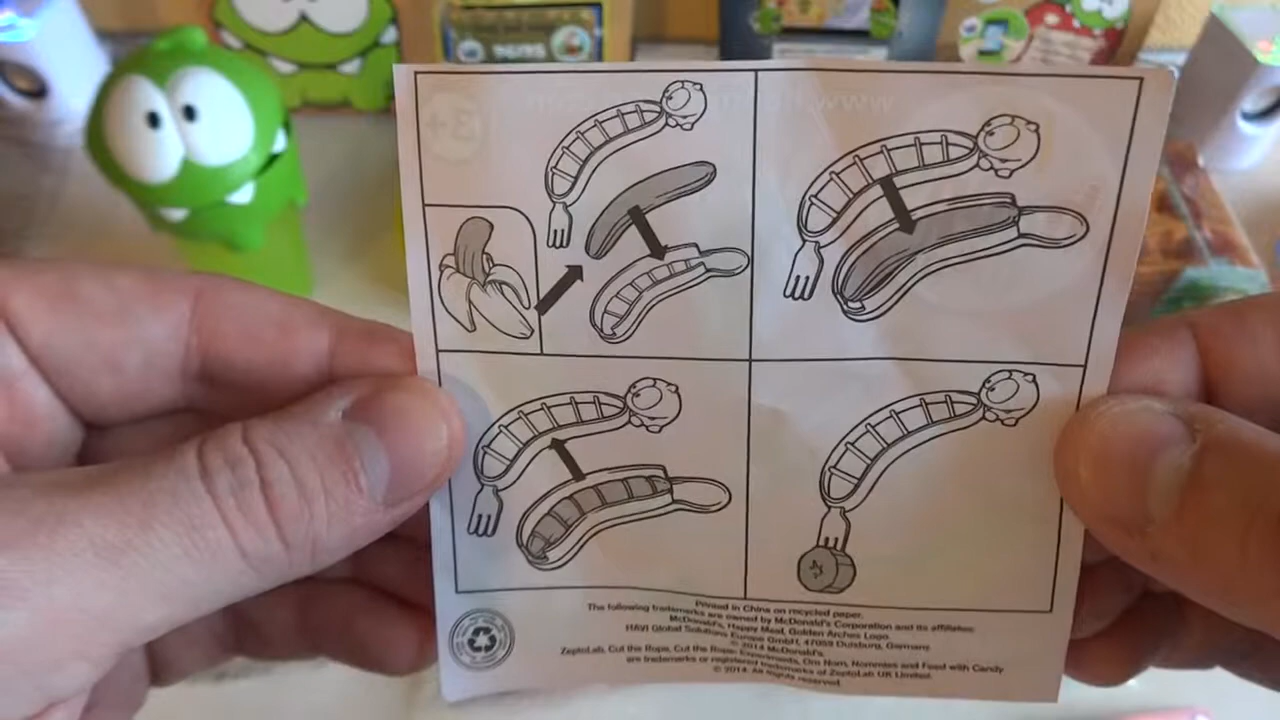 3+
Printed in China on recycled paper.
The following trademarks are owned by McDonald's Corporation and its affiliates:
McDonald's, Happy Meal, Golden Arches Logo.
HAVI Global Solutions Europe GmbH, 47059 Duisburg, Germany
© 2014 McDonald's.
ZeptoLab, Cut the Rope, Cut the Rope: Experiments, Om Nom, Nommies and Feed with Candy
are trademarks or registered trademarks of ZeptoLab UK Limited.
© 2014. All rights reserved.